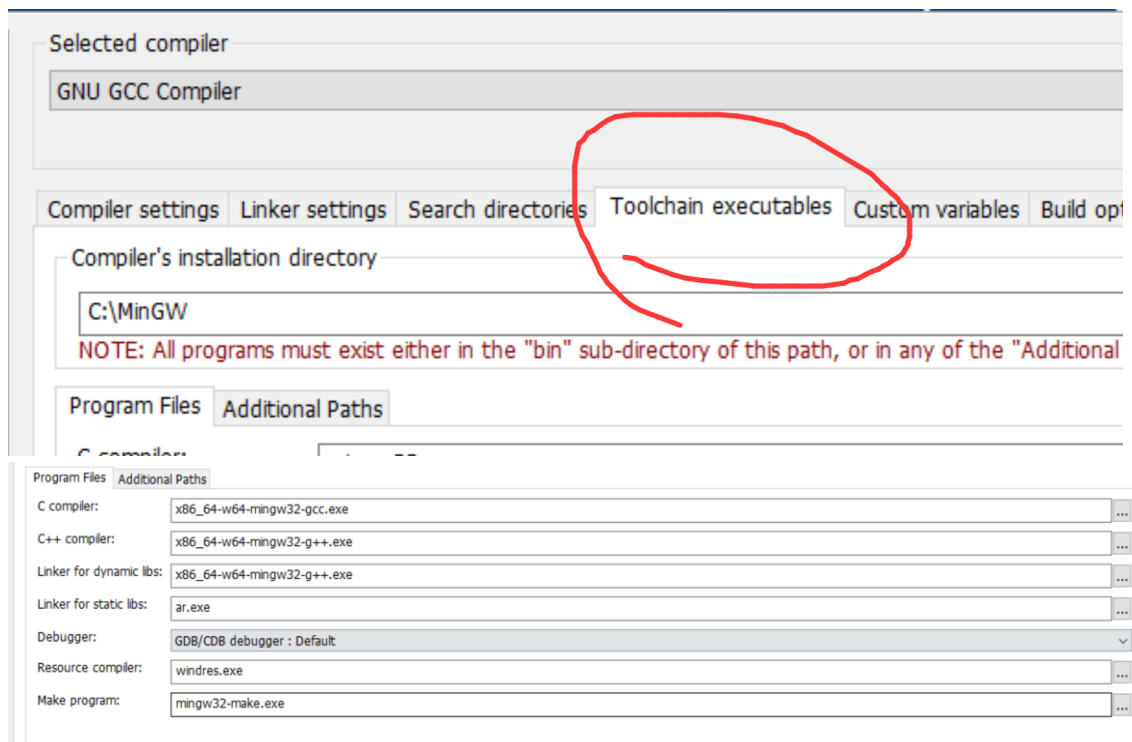 Selected compiler
GNU GCC Compiler
Compiler settings Linker settings Search directories Toolchain executables Custom variables Build opt
Compiler's installation directory
C:\MinGW
NOTE: All programs must exist either in the "bin" sub-directory of this path, or in any of the "Additional
Program Files Additional Paths
C compiler:
Program Files Additional Paths
C compiler: x86_64-w64-mingw32-gcc.exe ...
C++ compiler: x86_64-w64-mingw32-g++.exe ...
Linker for dynamic libs: x86_64-w64-mingw32-g++.exe ...
Linker for static libs: ar.exe ...
Debugger: GDB/CDB debugger : Default
Resource compiler: windres.exe ...
Make program: mingw32-make.exe ...